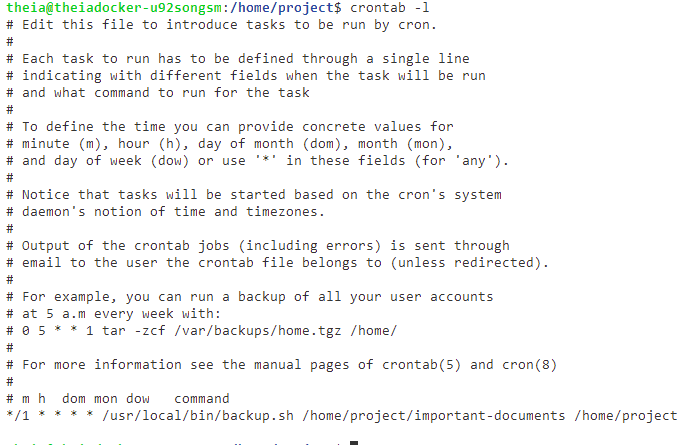 theia@theiadocker-u92songsm:/home/project$ crontab -l
# Edit this file to introduce tasks to be run by cron.
#
# Each task to run has to be defined through a single line
# indicating with different fields when the task will be run
# and what command to run for the task
#
# To define the time you can provide concrete values for
# minute (m), hour (h), day of month (dom), month (mon),
# and day of week (dow) or use '*' in these fields (for 'any').
#
# Notice that tasks will be started based on the cron's system
# daemon's notion of time and timezones.
#
# Output of the crontab jobs (including errors) is sent through
# email to the user the crontab file belongs to (unless redirected).
#
# For example, you can run a backup of all your user accounts
# at 5 a.m every week with:
# 0 5 * * 1 tar -zcf /var/backups/home.tgz /home/
#
# For more information see the manual pages of crontab(5) and cron(8)
#
# m h  dom mon dow   command
*/1 * * * * /usr/local/bin/backup.sh /home/project/important-documents /home/project